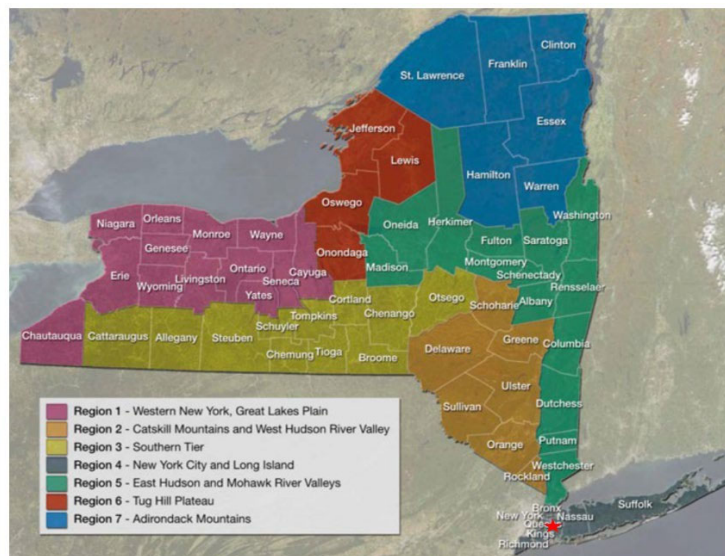 Clinton
Franklin
St. Lawrence
Essex
Jefferson
Lewis
Hamilton
Warren
Oswego
Washington
Oneida
Herkimer
Niagara
Orleans
Monroe
Wayne
Fulton
Saratoga
Genesee
Onondaga
Madison
Montgomery
Schenectady
Erie
Wyoming
Livingston
Ontario
Seneca
Cayuga
Yates
Rensselaer
Cortland
Otsego
Schoharie
Albany
Chautauqua
Cattaraugus
Allegany
Steuben
Schuyler
Tompkins
Chenango
Chemung
Tioga
Broome
Delaware
Greene
Columbia
Ulster
Sullivan
Dutchess
Orange
Putnam
Rockland
Westchester
Region 1 - Western New York, Great Lakes Plain
Region 2 - Catskill Mountains and West Hudson River Valley
Region 3 - Southern Tier
Region 4 - New York City and Long Island
Region 5 - East Hudson and Mohawk River Valleys
Region 6 - Tug Hill Plateau
Region 7 - Adirondack Mountains
Bronx
New York
Nassau
Suffolk
Kings
Richmond